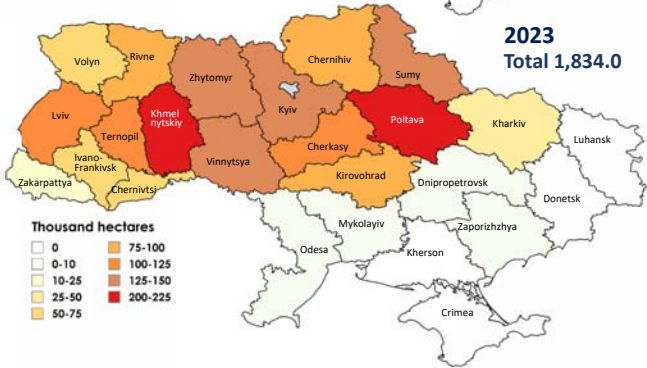 2023
Total 1,834.0
Volyn
Rivne
Zhytomyr
Chernihiv
Sumy
Kyiv
Lviv
Ternopil
Khmel
nytskiy
Poltava
Kharkiv
Luhansk
Cherkasy
Vinnytsya
Ivano-
Frankivsk
Zakarpattya
Chernivtsi
Kirovohrad
Dnipropetrovsk
Donetsk
Zaporizhzhya
Mykolayiv
Odesa
Kherson
Crimea
Thousand hectares
0
0-10
10-25
25-50
50-75
75-100
100-125
125-150
200-225